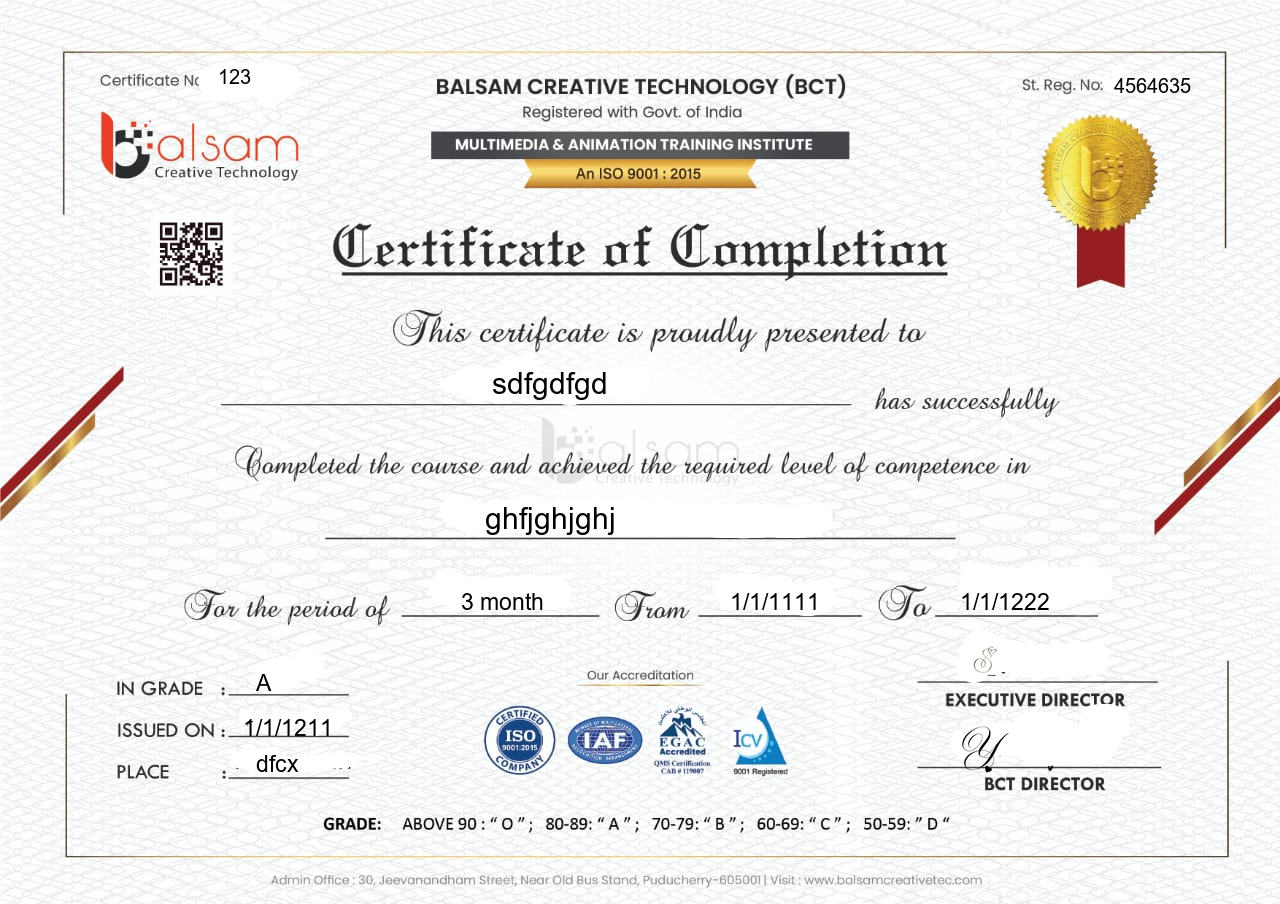 Certificate No 123
BALSAM CREATIVE TECHNOLOGY (BCT)
St. Reg. No: 4564635
Registered with Govt. of India
MULTIMEDIA & ANIMATION TRAINING INSTITUTE
An ISO 9001 : 2015
Balsam
Creative Technology
Certificate of Completion
This certificate is proudly presented to
sdfgdfgd has successfully
Balsam
Creative Technology
Completed the course and achieved the required level of competence in
ghfjghjghj
For the period of 3 month From 1/1/1111 To 1/1/1222
IN GRADE : A
ISSUED ON : 1/1/1211
PLACE : dfcx
Our Accreditation
CERTIFIED
ISO
9001:2015
COMPANY
IAF
EGAC
Accredited
QMS Certification
CAB # 119007
ICV
9001 Registered
S
EXECUTIVE DIRECTOR
Y
BCT DIRECTOR
GRADE: ABOVE 90 : “ O ” ; 80-89: “ A ” ; 70-79: “ B ” ; 60-69: “ C ” ; 50-59: ” D “
Admin Office : 30, Jeevanandham Street, Near Old Bus Stand, Puducherry-605001 | Visit : www.balsamcreativetec.com